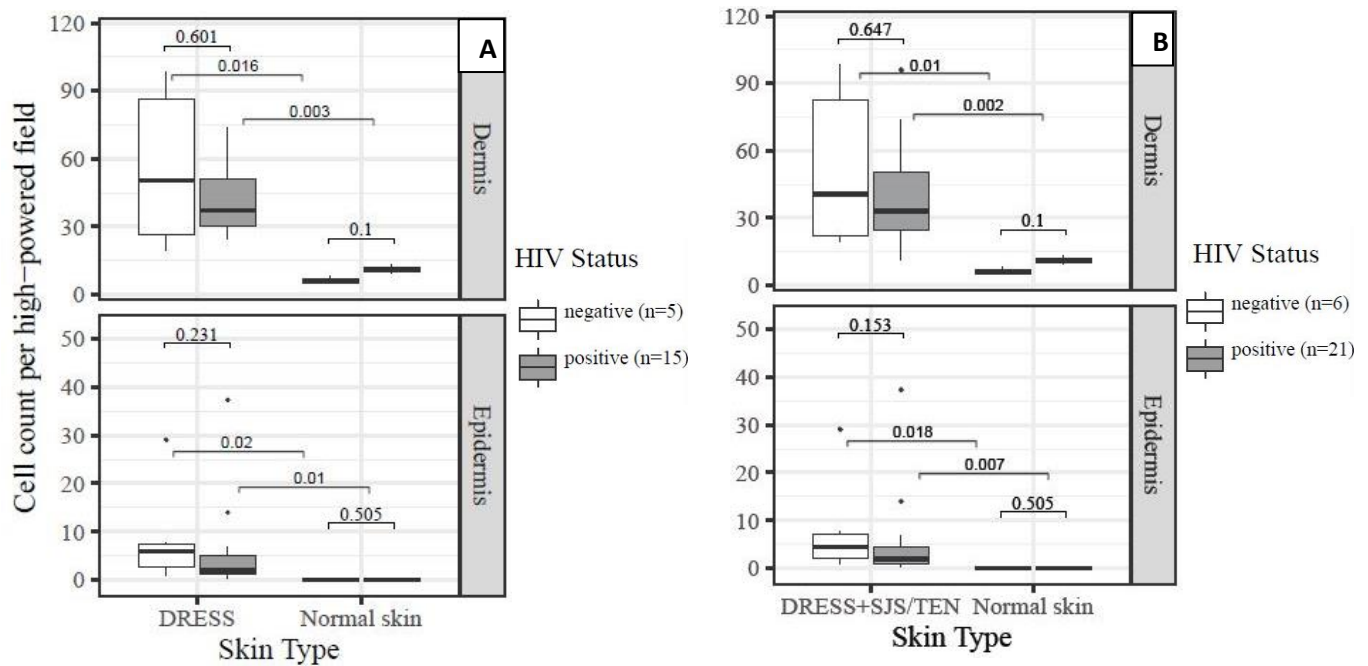 A
Cell count per high-powered field
120
90
60
30
0
0.601
0.016
0.003
0.1
Dermis
50
40
30
20
10
0
0.231
0.02
0.01
0.505
Epidermis
DRESS
Normal skin
Skin Type
HIV Status
negative (n=5)
positive (n=15)
B
120
90
60
30
0
0.647
0.01
0.002
0.1
Dermis
50
40
30
20
10
0
0.153
0.018
0.007
0.505
Epidermis
DRESS+SJS/TEN
Normal skin
Skin Type
HIV Status
negative (n=6)
positive (n=21)